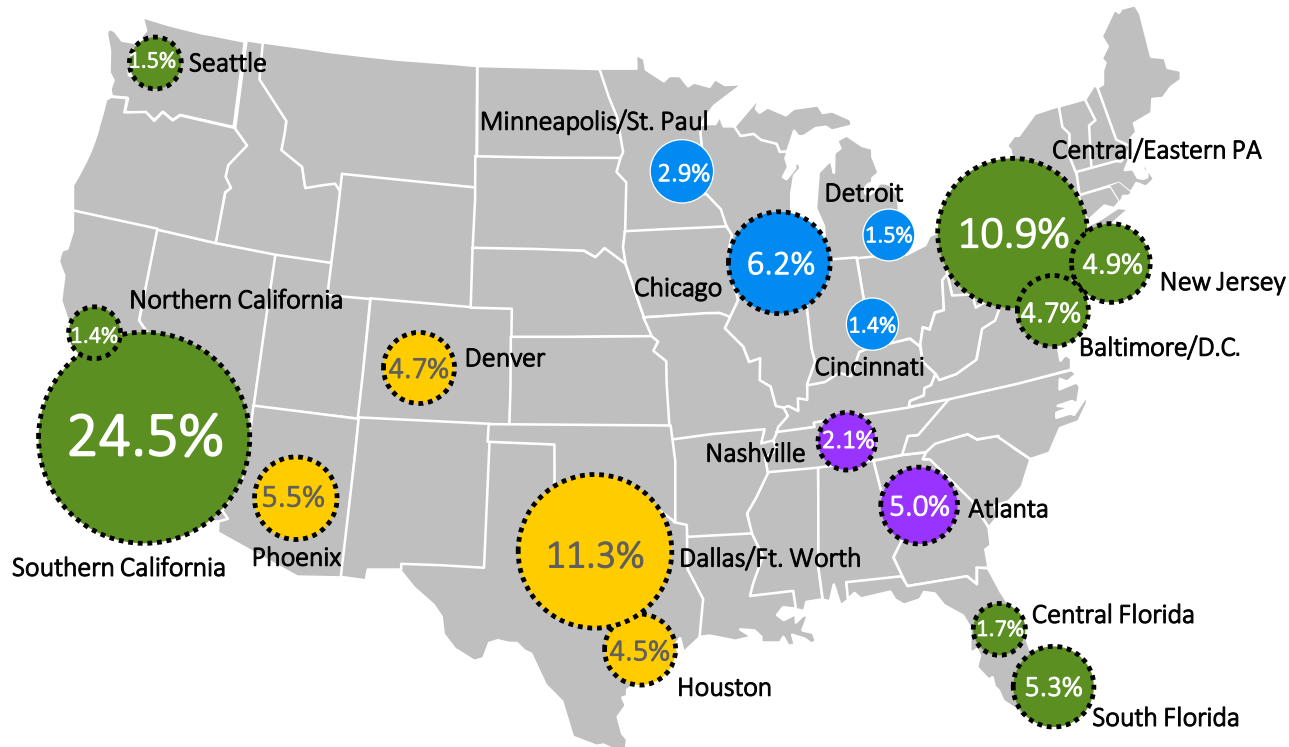 1.5%
Seattle
Minneapolis/St. Paul
2.9%
Central/Eastern PA
10.9%
Detroit
1.5%
4.9%
New Jersey
6.2%
Chicago
4.7%
Baltimore/D.C.
1.4%
Cincinnati
Northern California
1.4%
Denver
4.7%
24.5%
Southern California
5.5%
Phoenix
Nashville
2.1%
5.0%
Atlanta
11.3%
Dallas/Ft. Worth
4.5%
Houston
Central Florida
1.7%
5.3%
South Florida